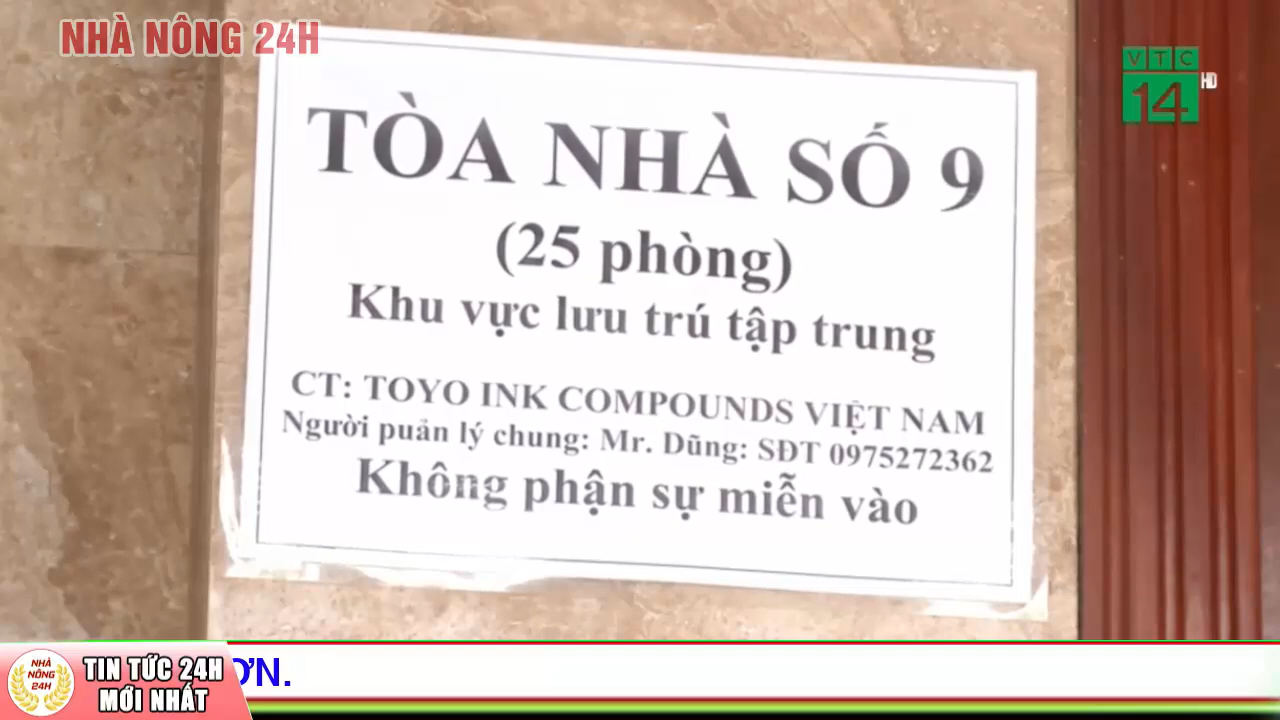 NHÀ NÔNG 24H
VTC
14 HD
TÒA NHÀ SỐ 9
(25 phòng)
Khu vực lưu trú tập trung
CT: TOYO INK COMPOUNDS VIỆT NAM
Người puản lý chung: Mr. Dũng: SĐT 0975272362
Không phận sự miễn vào
NHÀ
NÔNG
24H
TIN TỨC 24H
MỚI NHẤT
ƠN.